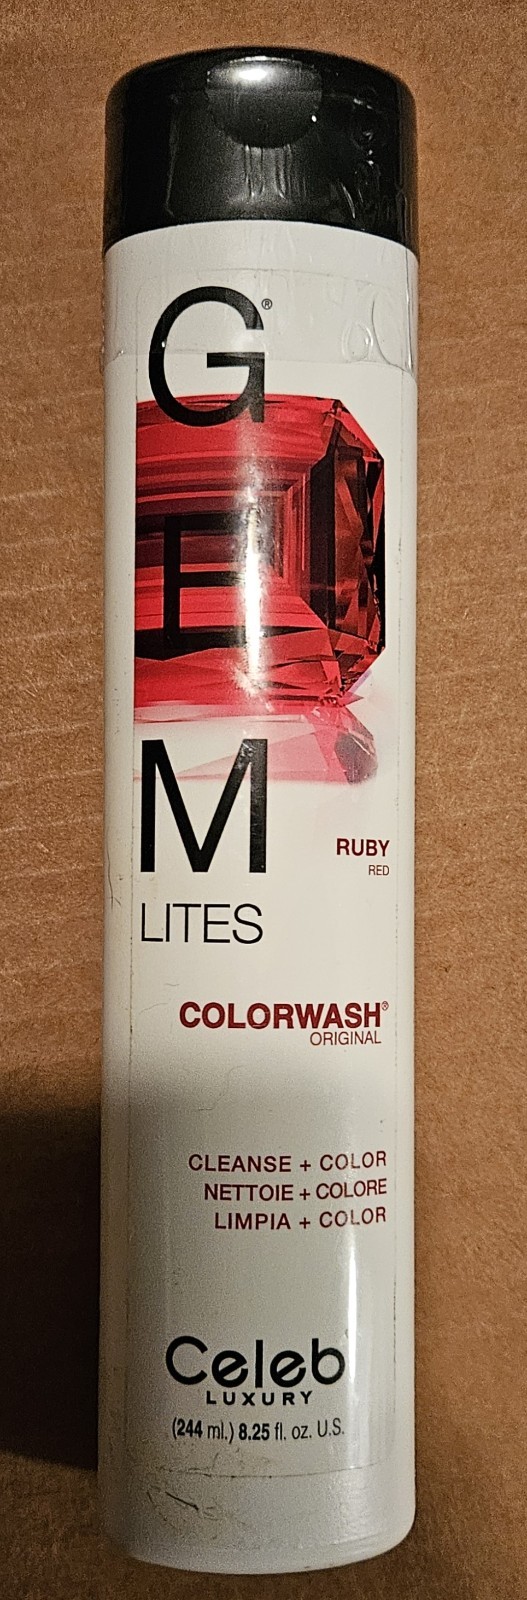 G®
E
M
LITES
RUBY
RED
COLORWASH®
ORIGINAL
CLEANSE + COLOR
NETTOIE + COLORE
LIMPIA + COLOR
Celeb
LUXURY
(244 ml.) 8.25 fl. oz. U.S.